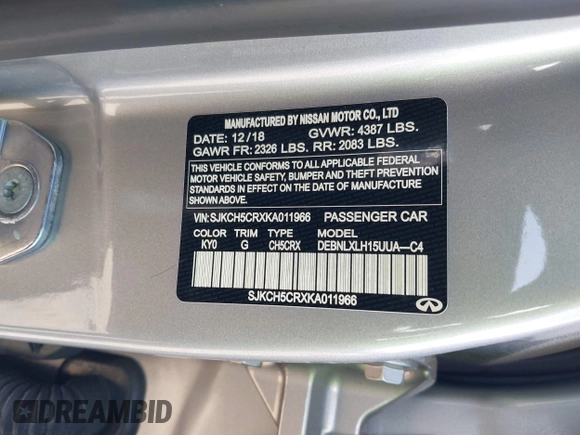 MANUFACTURED BY NISSAN MOTOR CO., LTD
DATE: 12/18 GVWR: 4387 LBS.
GAWR FR: 2326 LBS. RR: 2083 LBS.
THIS VEHICLE CONFORMS TO ALL APPLICABLE FEDERAL
MOTOR VEHICLE SAFETY, BUMPER AND THEFT PREVENTION
STANDARDS IN EFFECT ON THE DATE OF MANUFACTURE
SHOWN ABOVE.
VIN:SJKCH5CRXKA011966 PASSENGER CAR
COLOR TRIM TYPE MODEL
KY0 G CH5CRX DEBNLXLH15UUA—C4
SJKCH5CRXKA011966
DREAMBID